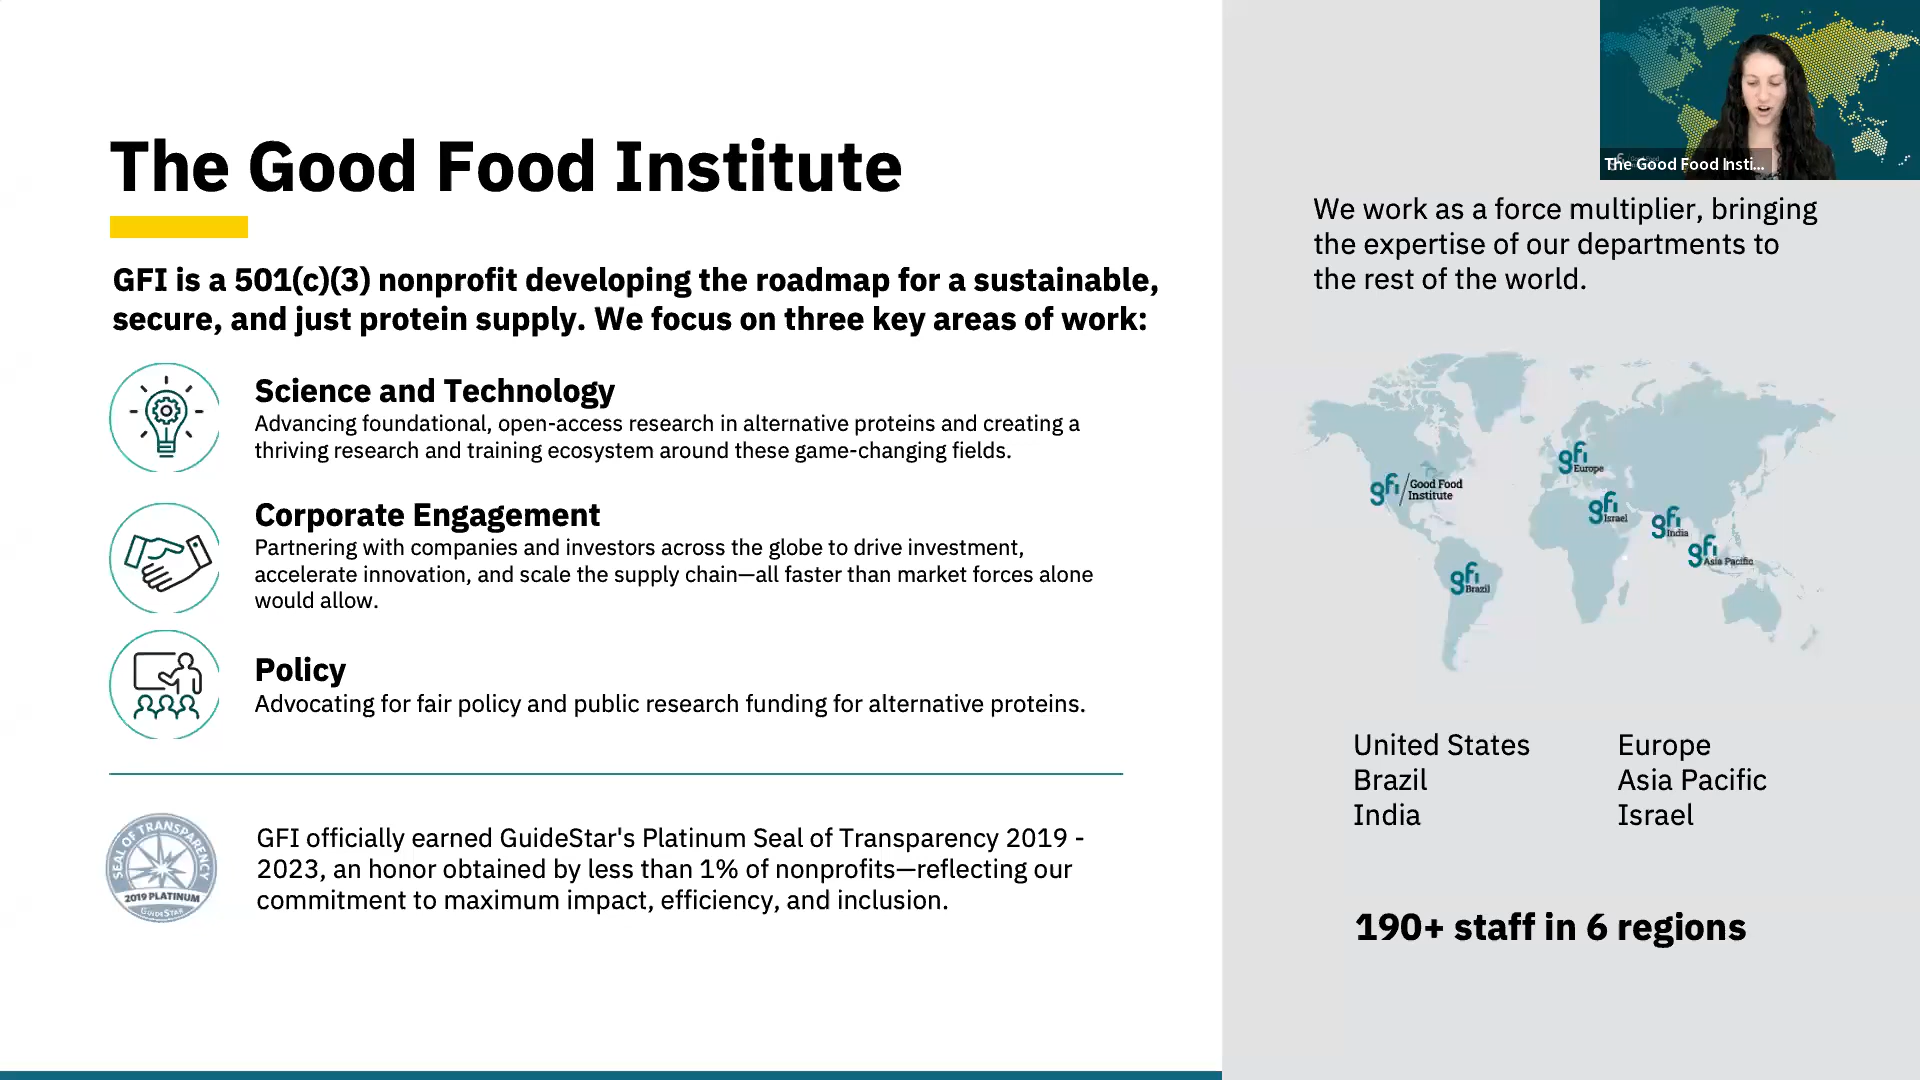 The Good Food Institute
GFI is a 501(c)(3) nonprofit developing the roadmap for a sustainable,
secure, and just protein supply. We focus on three key areas of work:
Science and Technology
Advancing foundational, open-access research in alternative proteins and creating a
thriving research and training ecosystem around these game-changing fields.
Corporate Engagement
Partnering with companies and investors across the globe to drive investment,
accelerate innovation, and scale the supply chain—all faster than market forces alone
would allow.
Policy
Advocating for fair policy and public research funding for alternative proteins.
SEAL OF TRANSPARENCY
2019 PLATINUM
GUIDESTAR
GFI officially earned GuideStar's Platinum Seal of Transparency 2019 -
2023, an honor obtained by less than 1% of nonprofits—reflecting our
commitment to maximum impact, efficiency, and inclusion.
The Good Food Insti...
We work as a force multiplier, bringing
the expertise of our departments to
the rest of the world.
gfi Europe
gfi / Good Food
Institute
gfi Israel
gfi India
gfi Asia Pacific
gfi Brazil
United States
Brazil
India
Europe
Asia Pacific
Israel
190+ staff in 6 regions